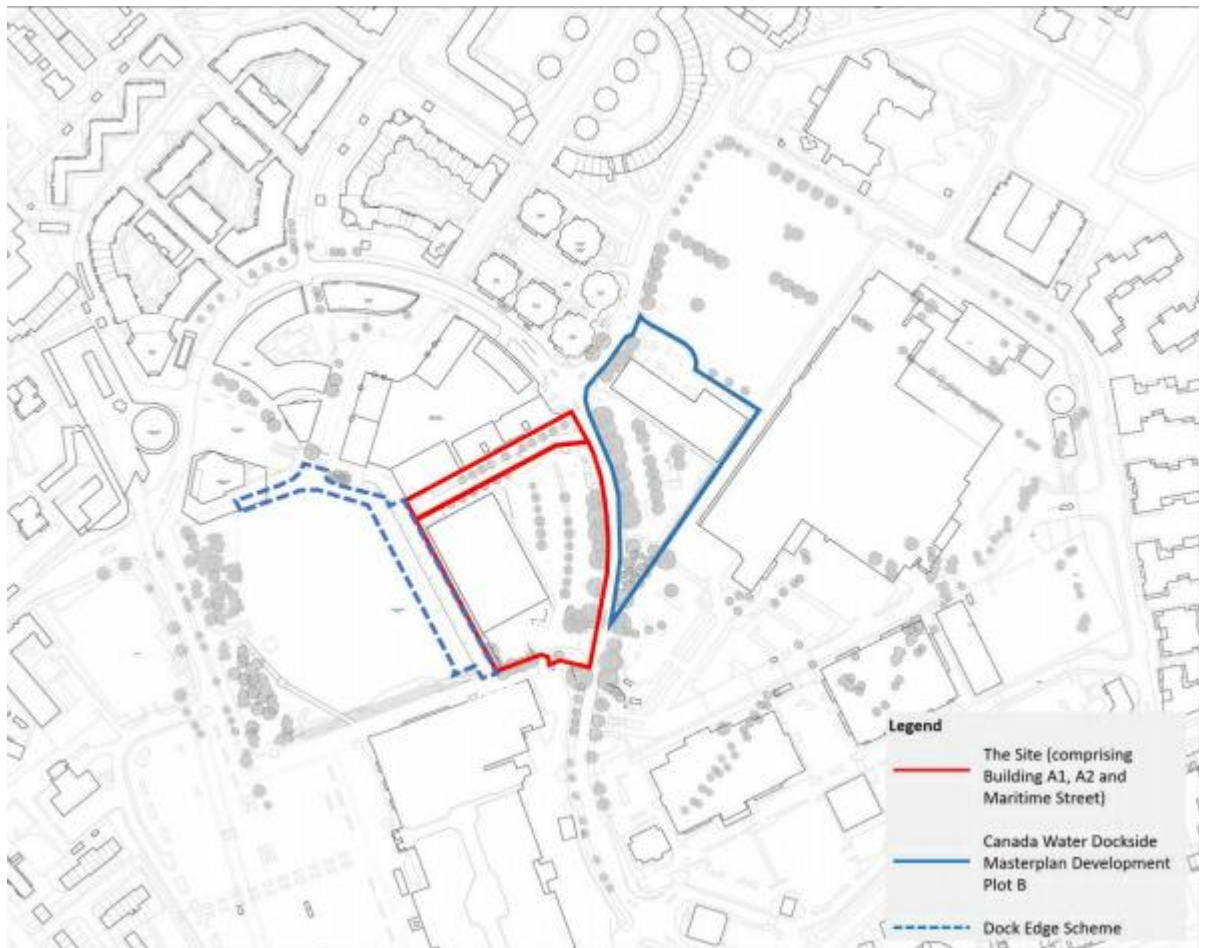 Legend
The Site (comprising
Building A1, A2 and
Maritime Street)
Canada Water Dockside
Masterplan Development
Plot B
Dock Edge Scheme